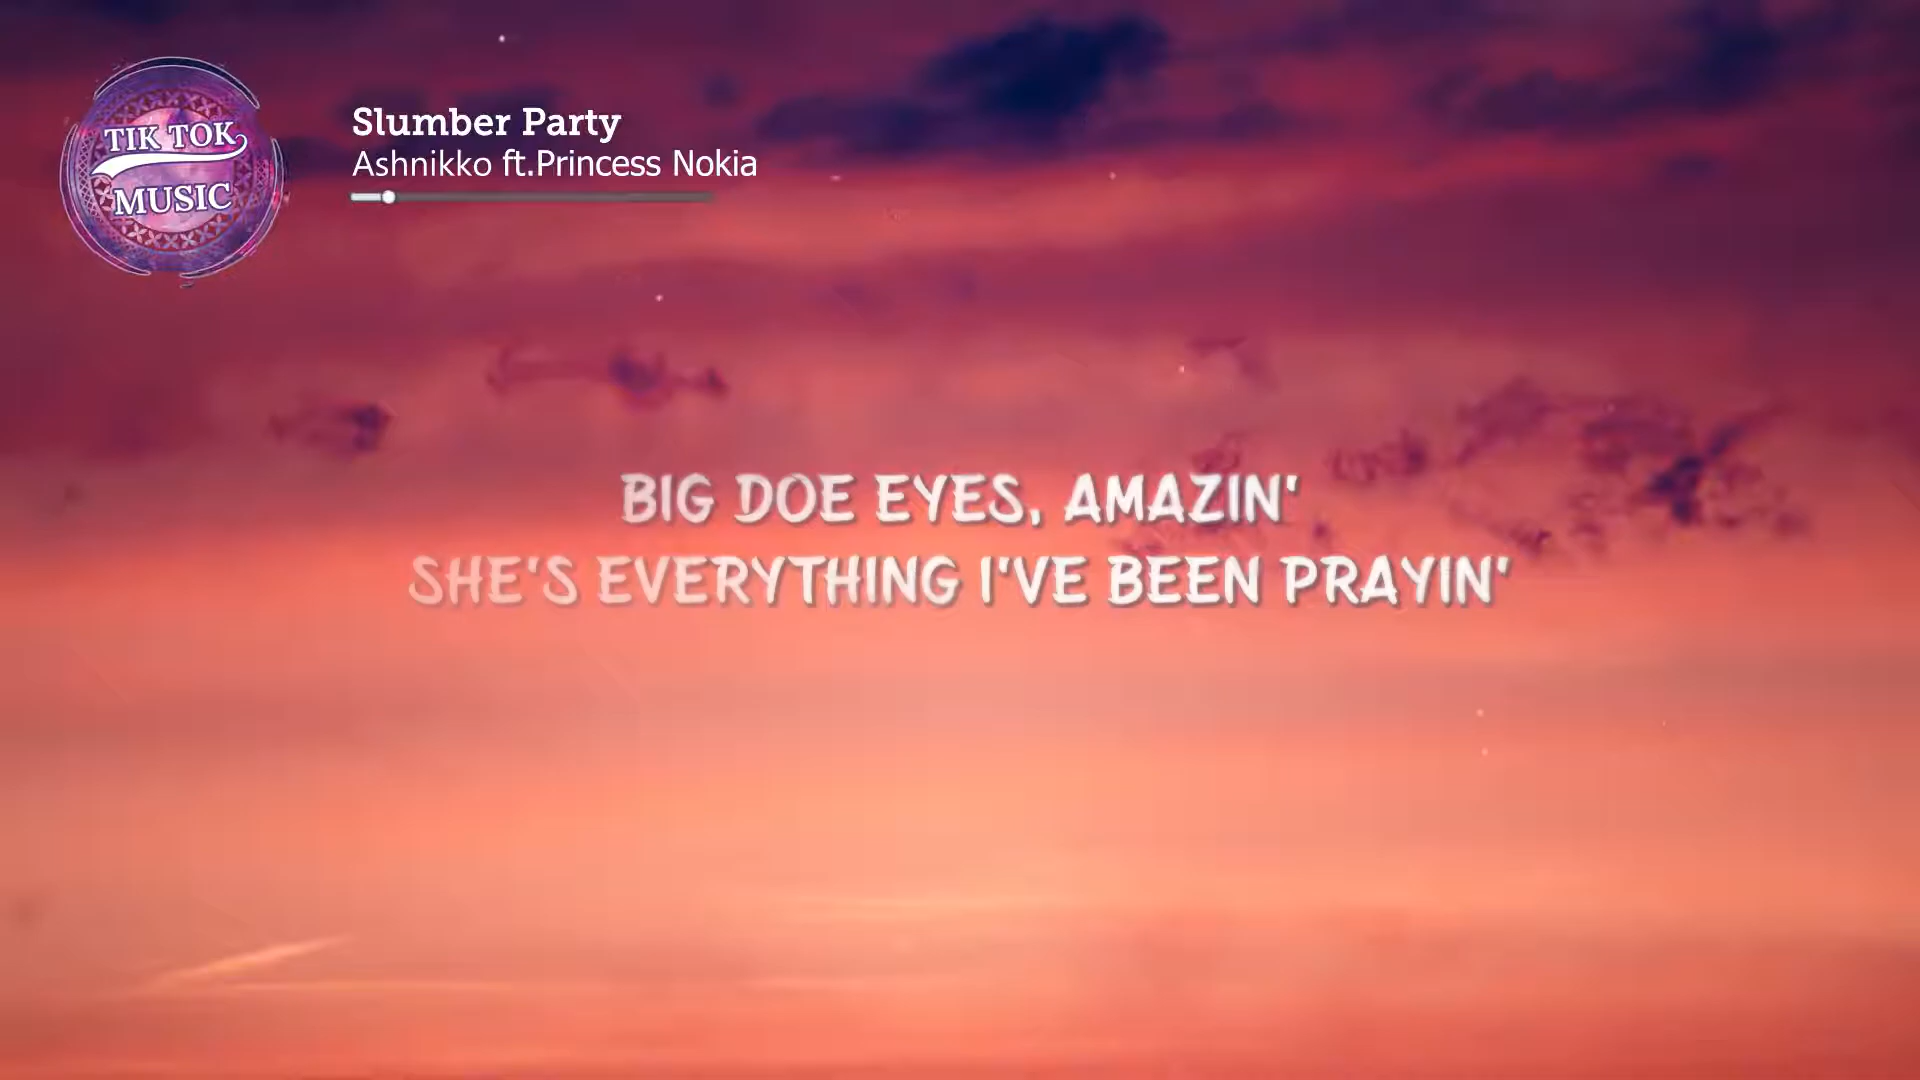 TIK TOK
MUSIC
Slumber Party
Ashnikko ft.Princess Nokia
BIG DOE EYES, AMAZIN'
SHE'S EVERYTHING I'VE BEEN PRAYIN'